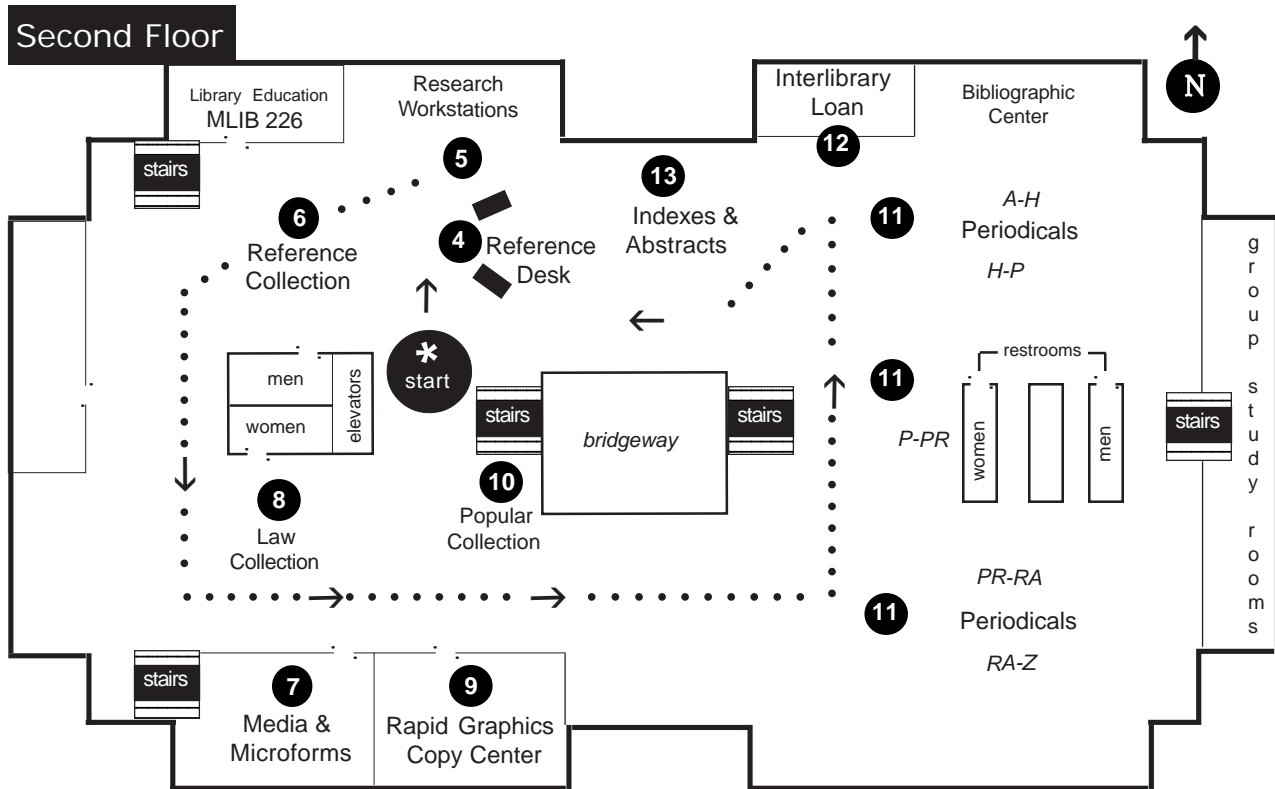 Second Floor
N
Library Education
MLIB 226
Research
Workstations
Interlibrary
Loan
Bibliographic
Center
stairs
5
12
13
Indexes &
Abstracts
6
Reference
Collection
4
Reference
Desk
11
A-H
Periodicals
H-P
group study rooms
*
start
men
women
elevators
stairs
bridgeway
stairs
11
restrooms
P-PR
women
men
stairs
8
Law
Collection
10
Popular
Collection
11
PR-RA
Periodicals
RA-Z
stairs
7
Media &
Microforms
9
Rapid Graphics
Copy Center